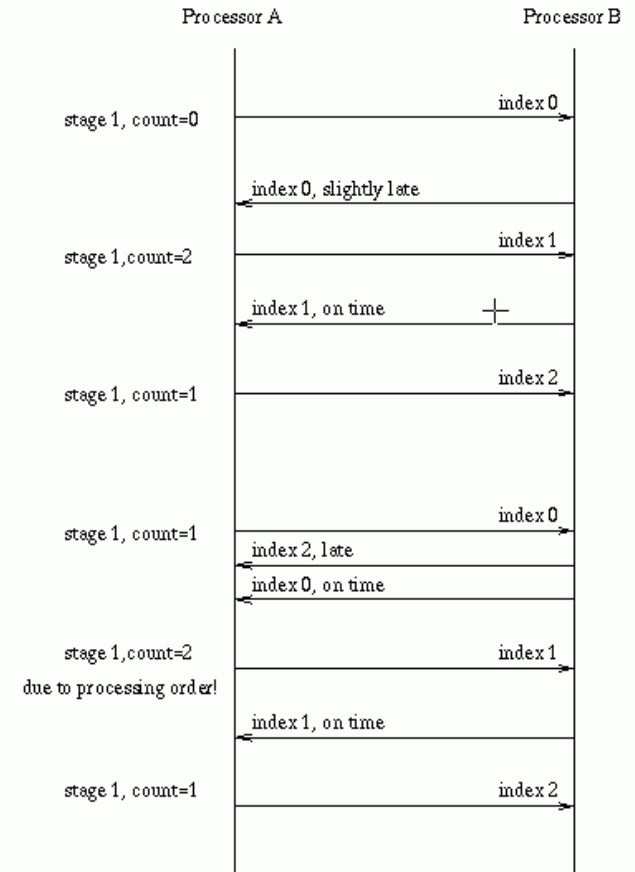 Processor A
Processor B
index 0
stage 1, count=0
index 0, slightly late
index 1
stage 1,count=2
index 1, on time
index 2
stage 1, count=1
index 0
stage 1, count=1
index 2, late
index 0, on time
stage 1,count=2
index 1
due to processing order!
index 1, on time
stage 1, count=1
index 2